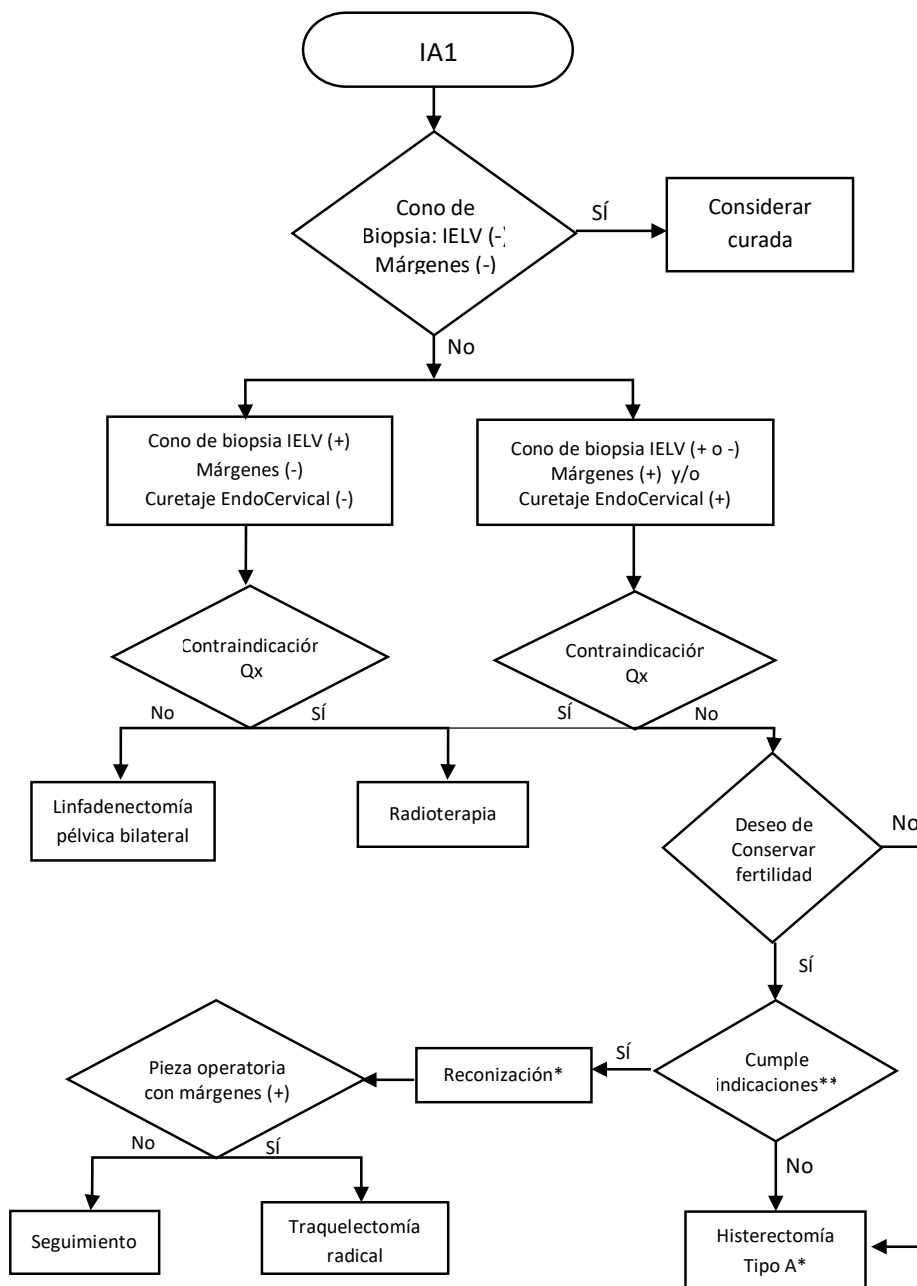 IA1
Cono de
Biopsia: IELV (-)
Márgenes (-)
SÍ
Considerar
curada
No
Cono de biopsia IELV (+)
Márgenes (-)
Curetaje EndoCervical (-)
Cono de biopsia IELV (+ o -)
Márgenes (+) y/o
Curetaje EndoCervical (+)
Contraindicación
Qx
Contraindicación
Qx
No
SÍ
SÍ
No
Linfadenectomía
pélvica bilateral
Radioterapia
Deseo de
Conservar
fertilidad
No
SÍ
Cumple
indicaciones**
SÍ
Reconización*
Pieza operatoria
con márgenes (+)
No
SÍ
No
Seguimiento
Traquelectomía
radical
Histerectomía
Tipo A*